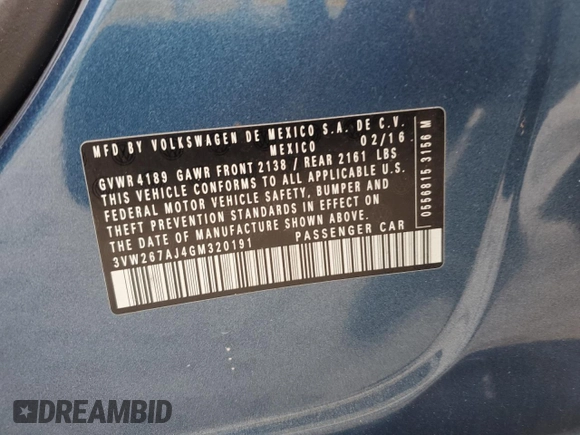 MFD BY VOLKSWAGEN DE MEXICO S.A. DE C.V.
MEXICO 02/16
GVWR 4189 GAWR FRONT 2138 / REAR 2161 LBS
THIS VEHICLE CONFORMS TO ALL APPLICABLE U.S.
FEDERAL MOTOR VEHICLE SAFETY, BUMPER AND
THEFT PREVENTION STANDARDS IN EFFECT ON
THE DATE OF MANUFACTURE SHOWN ABOVE.
3VW267AJ4GM320191 PASSENGER CAR
0556815 3156 M
DREAMBID